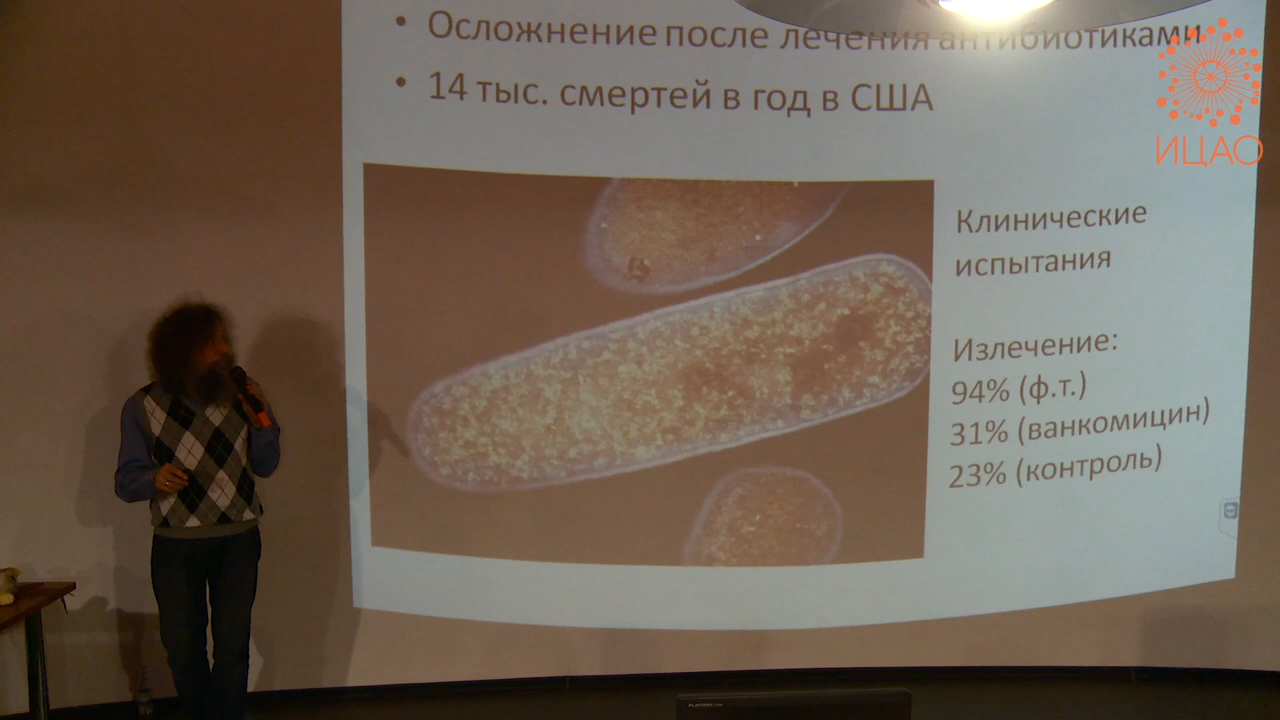 • Осложнение после лечения антибиотиками
• 14 тыс. смертей в год в США
ИЦАО
Клинические
испытания
Излечение:
94% (ф.т.)
31% (ванкомицин)
23% (контроль)